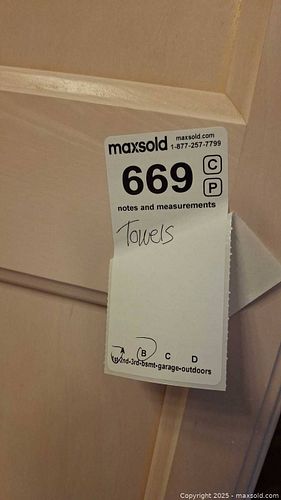 maxsold maxsold.com
1-877-257-7799
669 C
P
notes and measurements
Towels
A B C D
1st-2nd-3rd-bsmt-garage-outdoors
Copyright © 2025 - maxsold.com